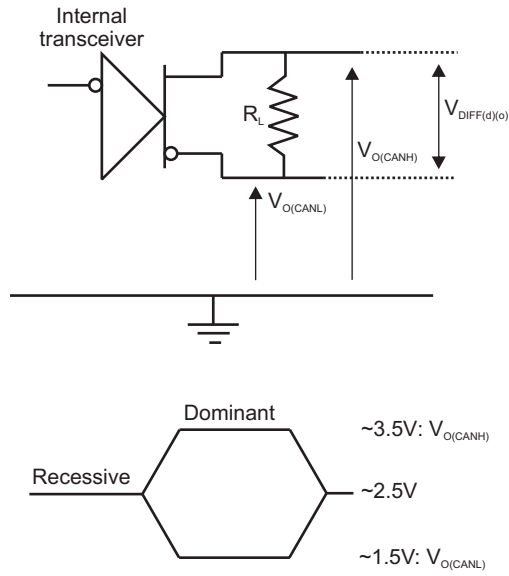 Internal
transceiver
R_L
V_DIFF(d)(o)
V_O(CANH)
V_O(CANL)
Dominant
~3.5V: V_O(CANH)
Recessive
~2.5V
~1.5V: V_O(CANL)